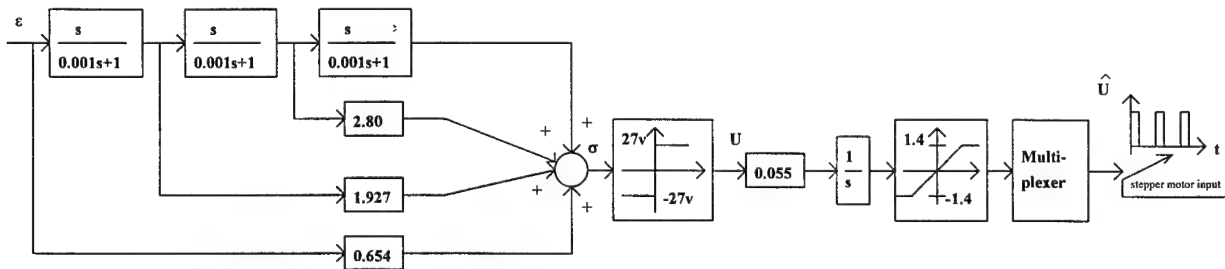 ε
s
0.001s+1
s
0.001s+1
s
0.001s+1
2.80
1.927
0.654
+
+
+
+
σ
27v
-27v
U
0.055
1
s
1.4
-1.4
Multi-
plexer
Û
t
stepper motor input